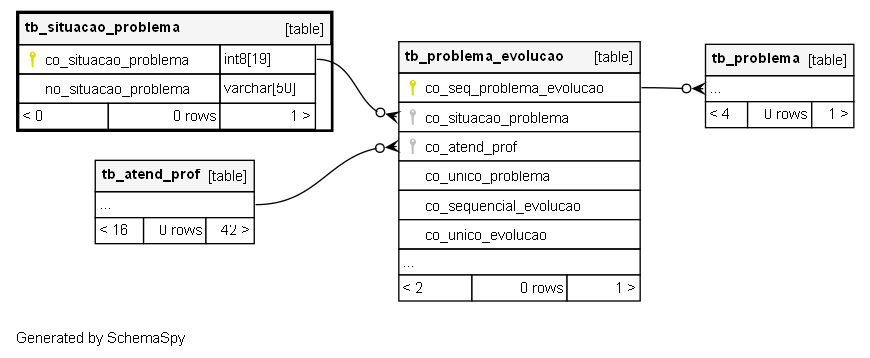 tb_situacao_problema [table]
co_situacao_problema int8[19]
no_situacao_problema varchar[50]
< 0 0 rows 1 >
tb_atend_prof [table]
...
< 16 0 rows 42 >
tb_problema_evolucao [table]
co_seq_problema_evolucao
co_situacao_problema
co_atend_prof
co_unico_problema
co_sequencial_evolucao
co_unico_evolucao
...
< 2 0 rows 1 >
tb_problema [table]
...
< 4 0 rows 1 >
Generated by SchemaSpy